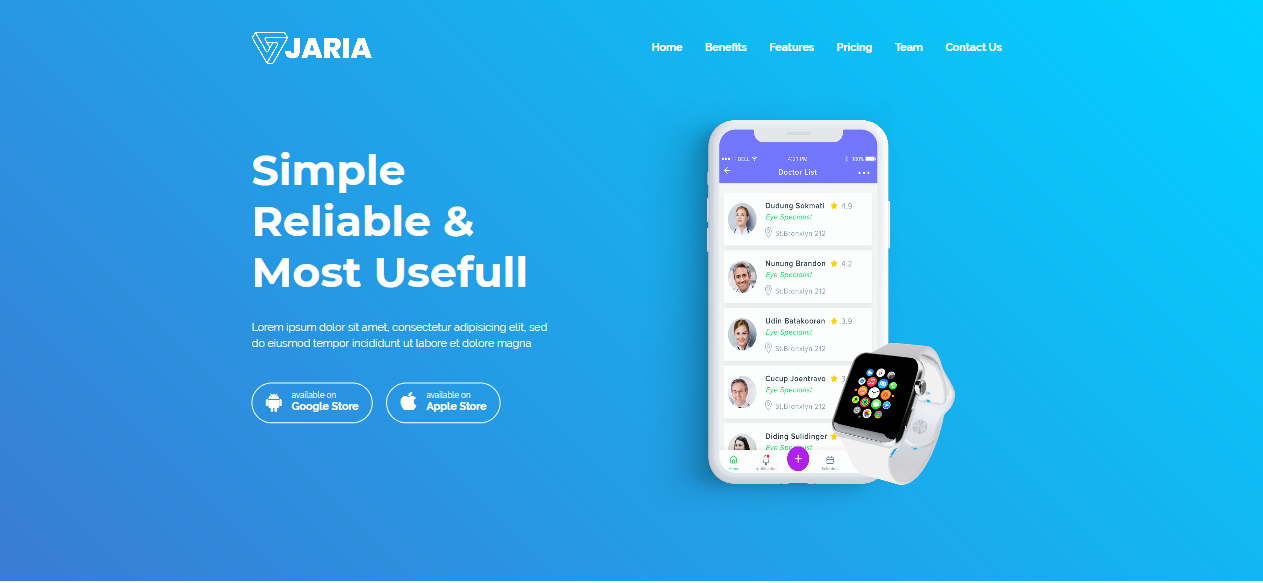 JARIA
Home Benefits Features Pricing Team Contact Us
Simple
Reliable &
Most Usefull
Lorem ipsum dolor sit amet, consectetur adipisicing elit, sed
do eiusmod tempor incididunt ut labore et dolore magna
available on
Google Store
available on
Apple Store
BELL 4:21 PM 100%
Doctor List
Dudung Sokmati 4.9
Eye Specialist
St.Bronxlyn 212
Nunung Brandon 4.2
Eye Specialist
St.Bronxlyn 212
Udin Batakooran 3.9
Eye Specialist
St.Bronxlyn 212
Cucup Joentravo
Eye Specialist
St.Bronxlyn 212
Diding Sulidinger
Eye Specialist
Home Notification Schedule